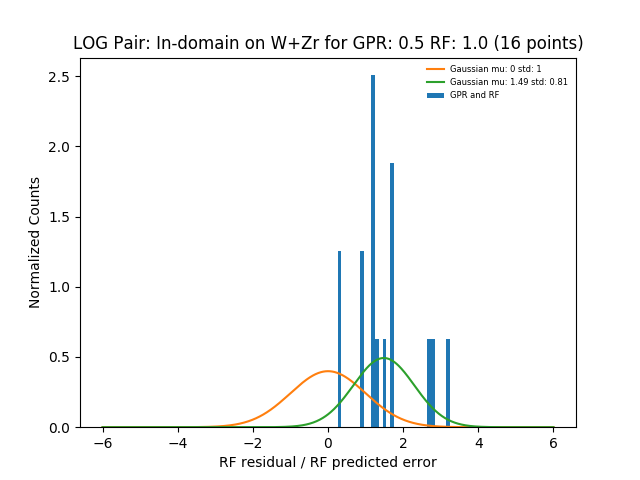 LOG Pair: In-domain on W+Zr for GPR: 0.5 RF: 1.0 (16 points)
Gaussian mu: 0 std: 1
Gaussian mu: 1.49 std: 0.81
GPR and RF
Normalized Counts
2.5
2.0
1.5
1.0
0.5
0.0
−6 −4 −2 0 2 4 6
RF residual / RF predicted error